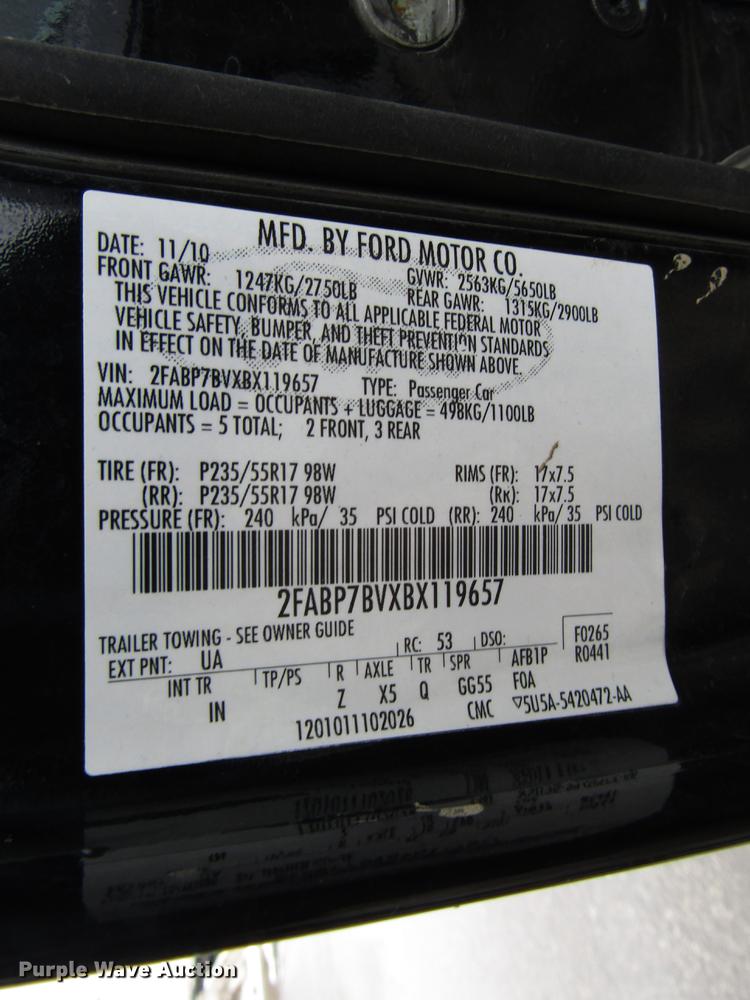 MFD. BY FORD MOTOR CO.
DATE: 11/10 GVWR: 2563KG/5650LB
FRONT GAWR: 1247KG/2750LB REAR GAWR: 1315KG/2900LB
THIS VEHICLE CONFORMS TO ALL APPLICABLE FEDERAL MOTOR
VEHICLE SAFETY, BUMPER, AND THEFT PREVENTION STANDARDS
IN EFFECT ON THE DATE OF MANUFACTURE SHOWN ABOVE.
VIN: 2FABP7BVXBX119657 TYPE: Passenger Car
MAXIMUM LOAD = OCCUPANTS + LUGGAGE = 498KG/1100LB
OCCUPANTS = 5 TOTAL; 2 FRONT, 3 REAR
TIRE (FR): P235/55R17 98W RIMS (FR): 17x7.5
(RR): P235/55R17 98W (RR): 17x7.5
PRESSURE (FR): 240 kPa/ 35 PSI COLD (RR): 240 kPa/ 35 PSI COLD
2FABP7BVXBX119657
TRAILER TOWING - SEE OWNER GUIDE
EXT PNT: UA RC: 53 DSO: F0265
INT TR TP/PS R AXLE TR SPR AFB1P R0441
IN Z X5 Q GG55 FOA
1201011102026 CMC ▽5U5A-5420472-AA
Purple Wave Auction